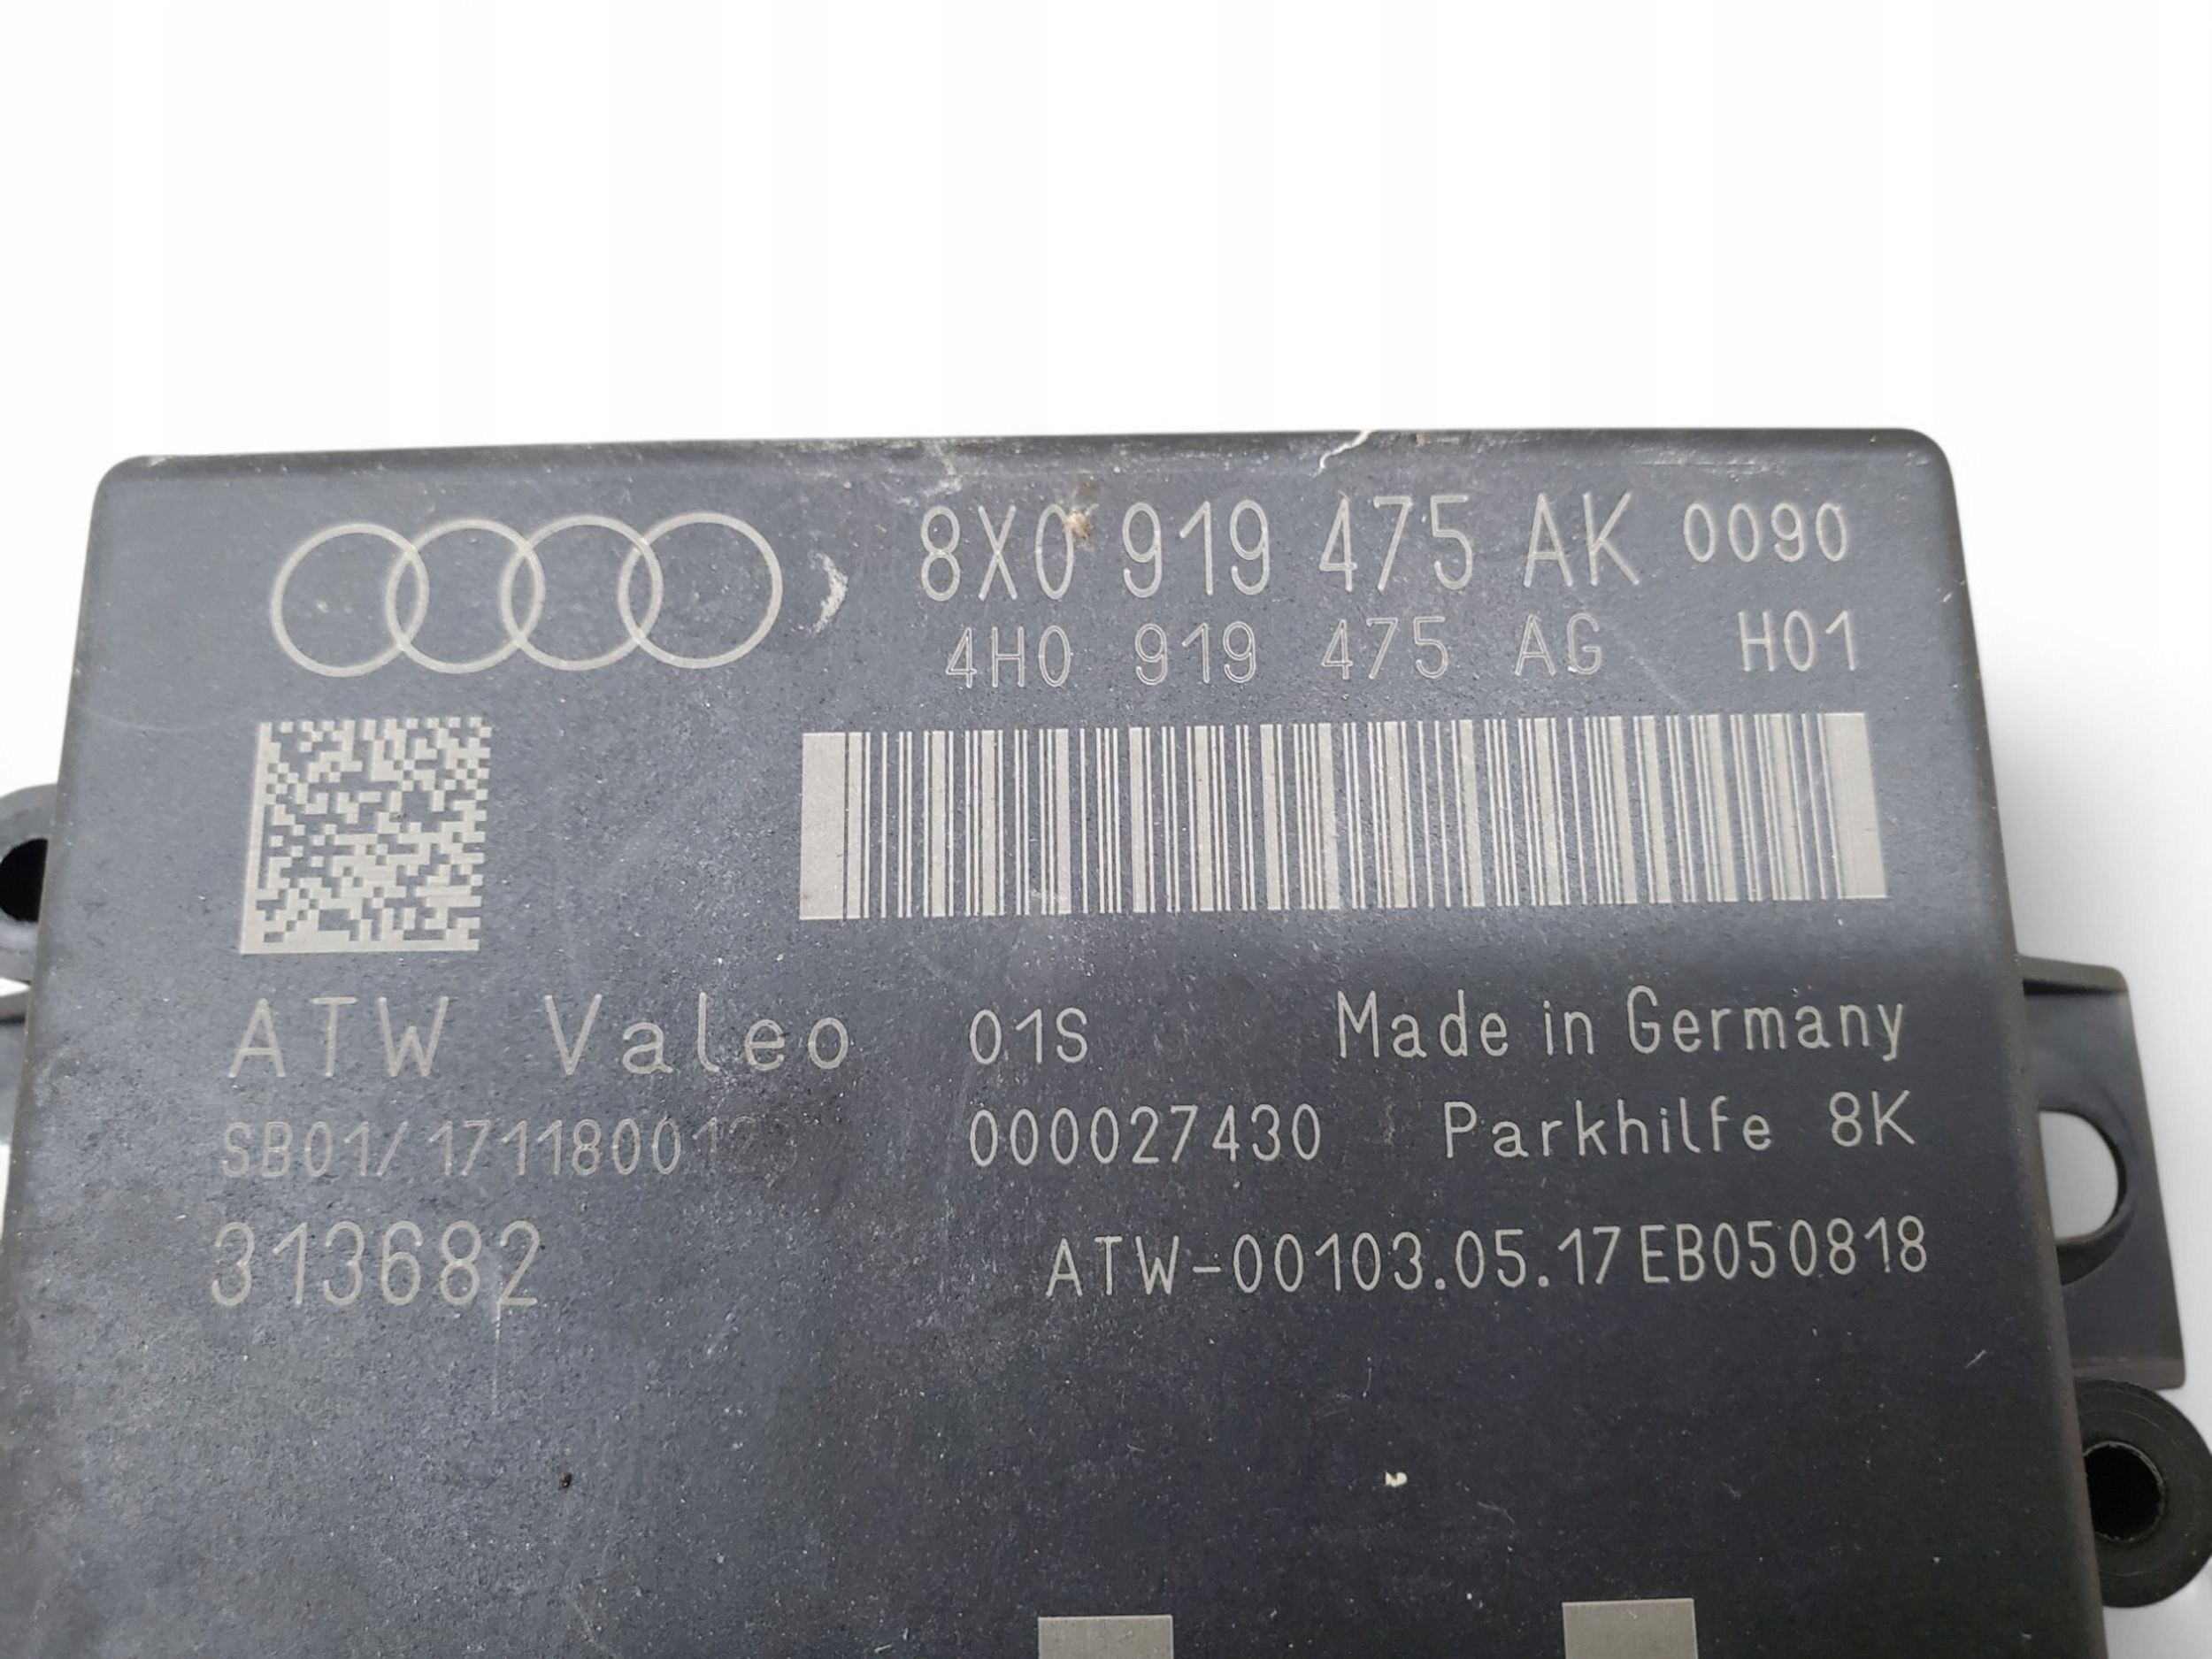 8X0 919 475 AK 0090
4H0 919 475 AG H01
ATW Valeo 01S Made in Germany
000027430 Parkhilfe 8K
313682 ATW-00103.05.17EB050818